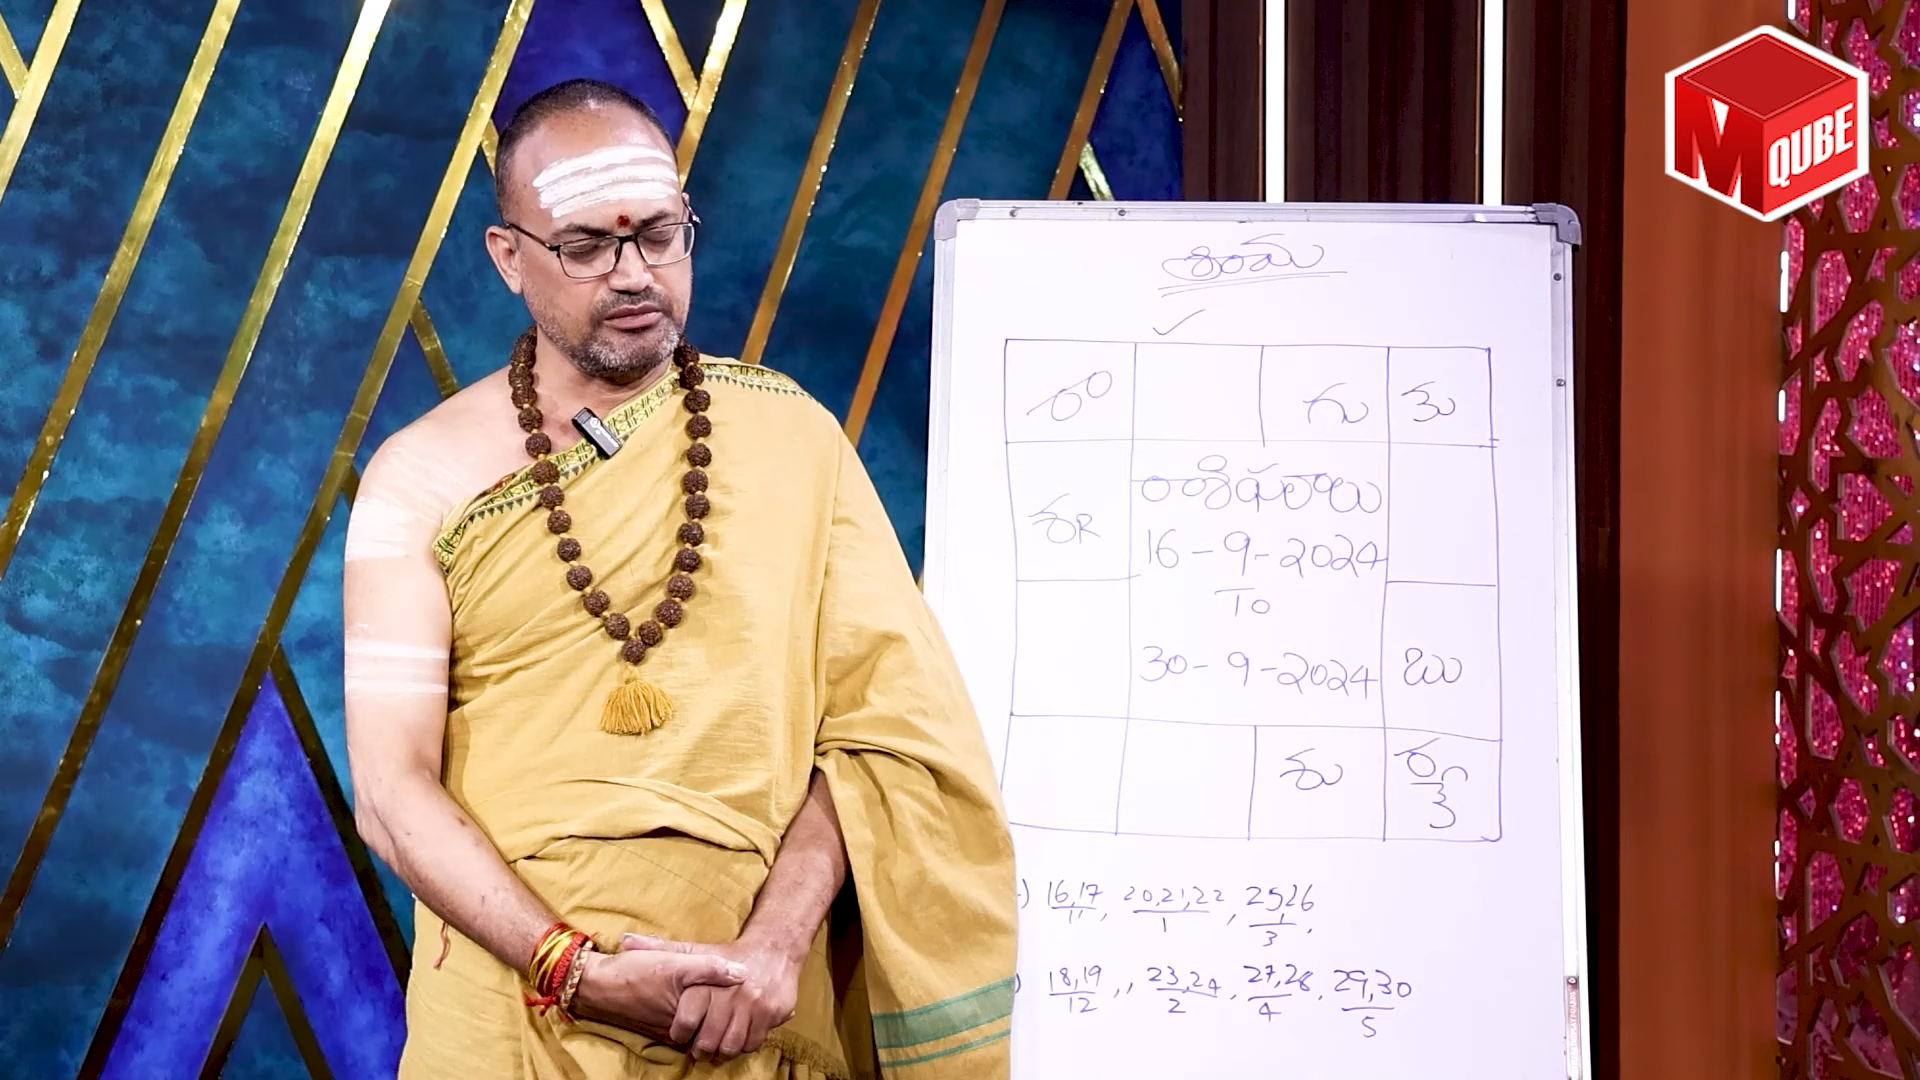 M QUBE
శ్రీరామ
రా గు కు
రాశిఫలాలు
శR
16-9-2024
To
30-9-2024
బు
శు ర
కే
) 16,17 20,21,22 25,26
11, 1, 3.
) 18,19 23,24 27,28 29,30
12 ,, 2, 4, 5